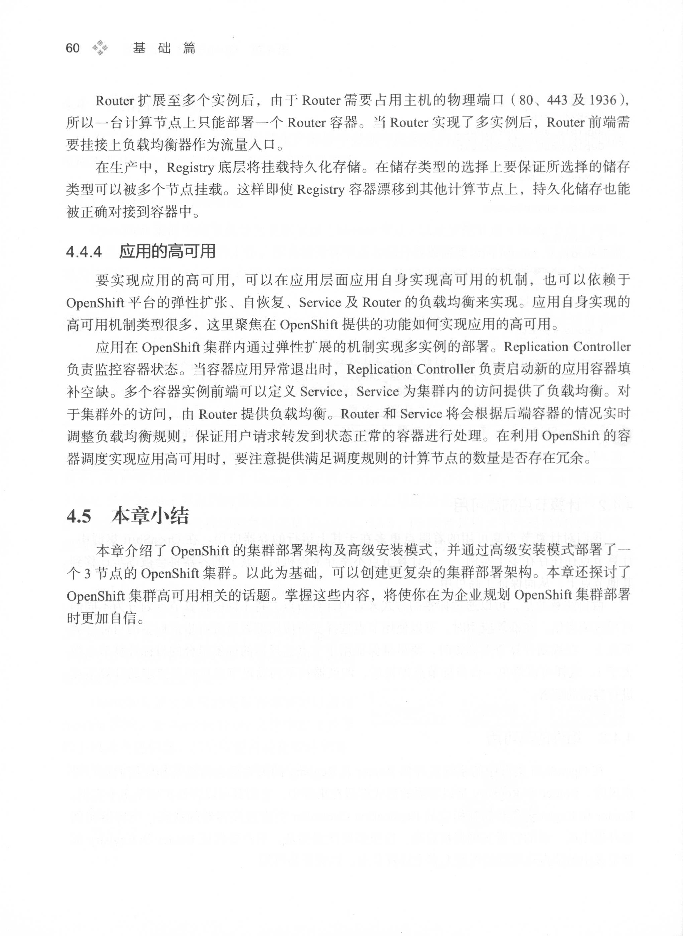 60 基 础 篇
Router 扩展至多个实例后，由于 Router 需要占用主机的物理端口（80、443 及 1936），
所以一台计算节点上只能部署一个 Router 容器。当 Router 实现了多实例后，Router 前端需
要挂接上负载均衡器作为流量入口。
在生产中，Registry 底层将挂载持久化存储。在储存类型的选择上要保证所选择的储存
类型可以被多个节点挂载。这样即使 Registry 容器漂移到其他计算节点上，持久化储存也能
被正确对接到容器中。
4.4.4 应用的高可用
要实现应用的高可用，可以在应用层面应用自身实现高可用的机制，也可以依赖于
OpenShift 平台的弹性扩张、自恢复、Service 及 Router 的负载均衡来实现。应用自身实现的
高可用机制类型很多，这里聚焦在 OpenShift 提供的功能如何实现应用的高可用。
应用在 OpenShift 集群内通过弹性扩展的机制实现多实例的部署。Replication Controller
负责监控容器状态。当容器应用异常退出时，Replication Controller 负责启动新的应用容器填
补空缺。多个容器实例前端可以定义 Service，Service 为集群内的访问提供了负载均衡。对
于集群外的访问，由 Router 提供负载均衡。Router 和 Service 将会根据后端容器的情况实时
调整负载均衡规则，保证用户请求转发到状态正常的容器进行处理。在利用 OpenShift 的容
器调度实现应用高可用时，要注意提供满足调度规则的计算节点的数量是否存在冗余。
4.5 本章小结
本章介绍了 OpenShift 的集群部署架构及高级安装模式，并通过高级安装模式部署了一
个 3 节点的 OpenShift 集群。以此为基础，可以创建更复杂的集群部署架构。本章还探讨了
OpenShift 集群高可用相关的话题。掌握这些内容，将使你在为企业规划 OpenShift 集群部署
时更加自信。